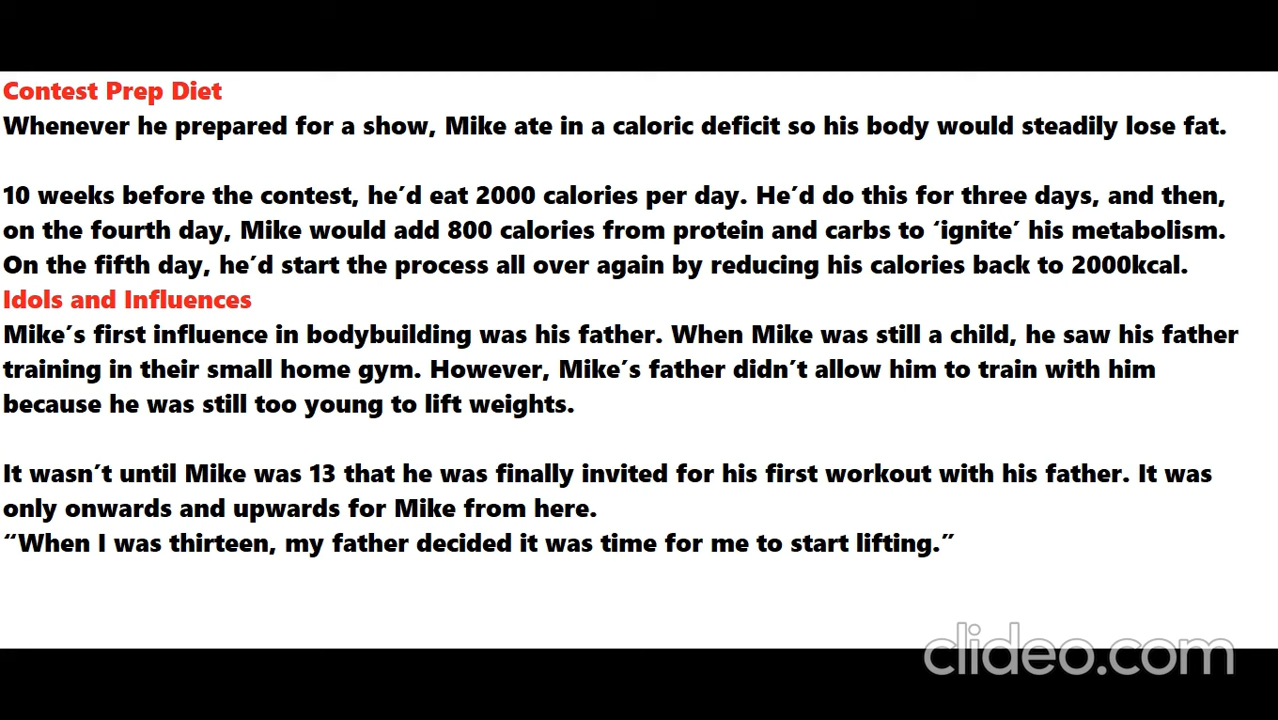 Contest Prep Diet
Whenever he prepared for a show, Mike ate in a caloric deficit so his body would steadily lose fat.
10 weeks before the contest, he’d eat 2000 calories per day. He’d do this for three days, and then,
on the fourth day, Mike would add 800 calories from protein and carbs to ‘ignite’ his metabolism.
On the fifth day, he’d start the process all over again by reducing his calories back to 2000kcal.
Idols and Influences
Mike’s first influence in bodybuilding was his father. When Mike was still a child, he saw his father
training in their small home gym. However, Mike’s father didn’t allow him to train with him
because he was still too young to lift weights.
It wasn’t until Mike was 13 that he was finally invited for his first workout with his father. It was
only onwards and upwards for Mike from here.
“When I was thirteen, my father decided it was time for me to start lifting.”
clideo.com